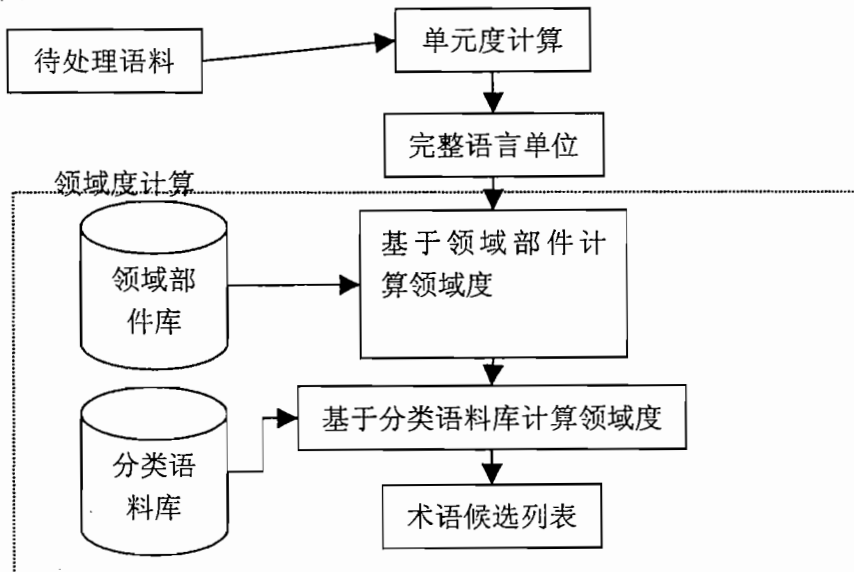 单元度计算
待处理语料
完整语言单位
领域度计算
基于领域部件计
算领域度
领域部
件库
基于分类语料库计算领域度
分类语
料库
术语候选列表